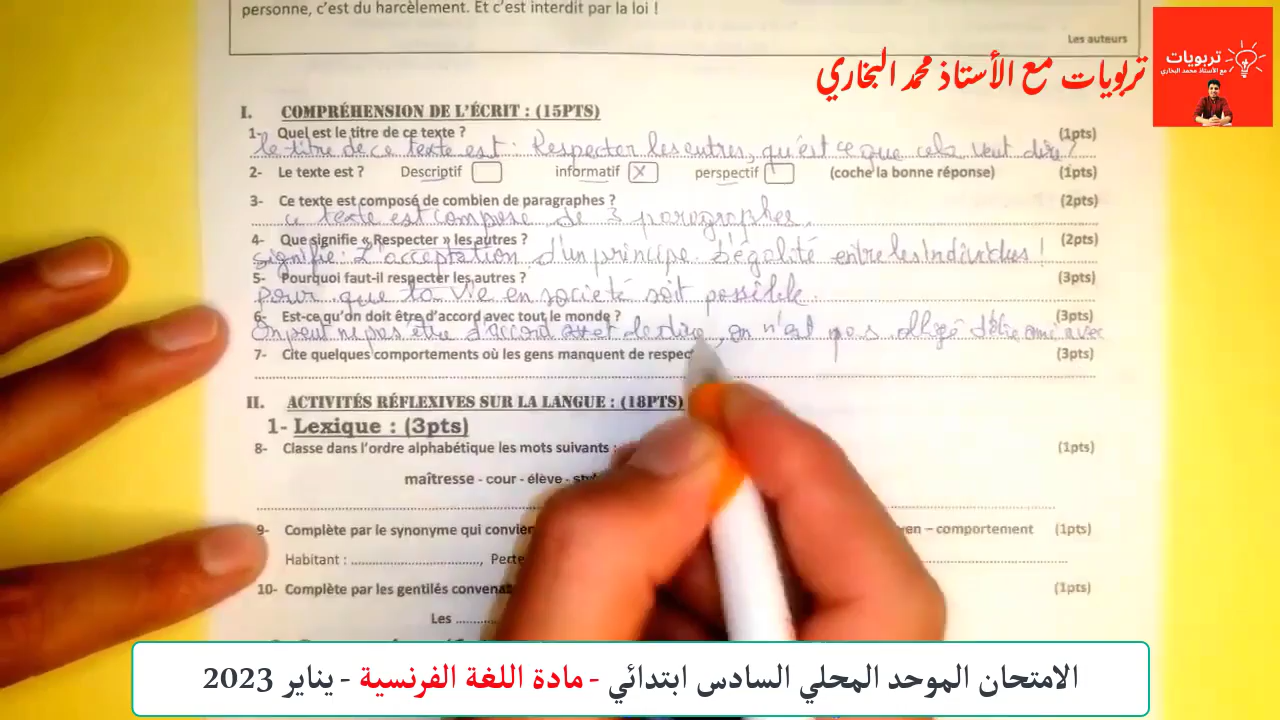 personne, c'est du harcèlement. Et c'est interdit par la loi !
Les auteurs
تربويات
مع الأستاذ محمد البخاري
تربويات مع الأستاذ محمد البخاري
I. COMPRÉHENSION DE L'ÉCRIT : (15PTS)
1- Quel est le titre de ce texte ? (1pts)
le titre de ce texte est : Respecter les autres, qu'est ce que cela veut dire ?
2- Le texte est ? Descriptif informatif X perspectif (coche la bonne réponse) (1pts)
3- Ce texte est composé de combien de paragraphes ? (2pts)
ce texte est compose de 3 paragraphes.
4- Que signifie « Respecter » les autres ? (2pts)
signifie : L'acceptation d'un principe d'égalité entre les individus !
5- Pourquoi faut-il respecter les autres ? (3pts)
pour que la vie en societé soit possible.
6- Est-ce qu'on doit être d'accord avec tout le monde ? (3pts)
On peut ne pas être d'accord et le dire, on n'est pas obligé d'être ami avec
7- Cite quelques comportements où les gens manquent de respect (3pts)
II. ACTIVITÉS RÉFLEXIVES SUR LA LANGUE : (18PTS)
1- Lexique : (3pts)
8- Classe dans l'ordre alphabétique les mots suivants : (1pts)
maîtresse - cour - élève -
9- Complète par le synonyme qui convien – comportement (1pts)
Habitant : ..............................,
10- Complète par les gentilés convena (1pts)
Les ..........
الامتحان الموحد المحلي السادس ابتدائي - مادة اللغة الفرنسية - يناير 2023